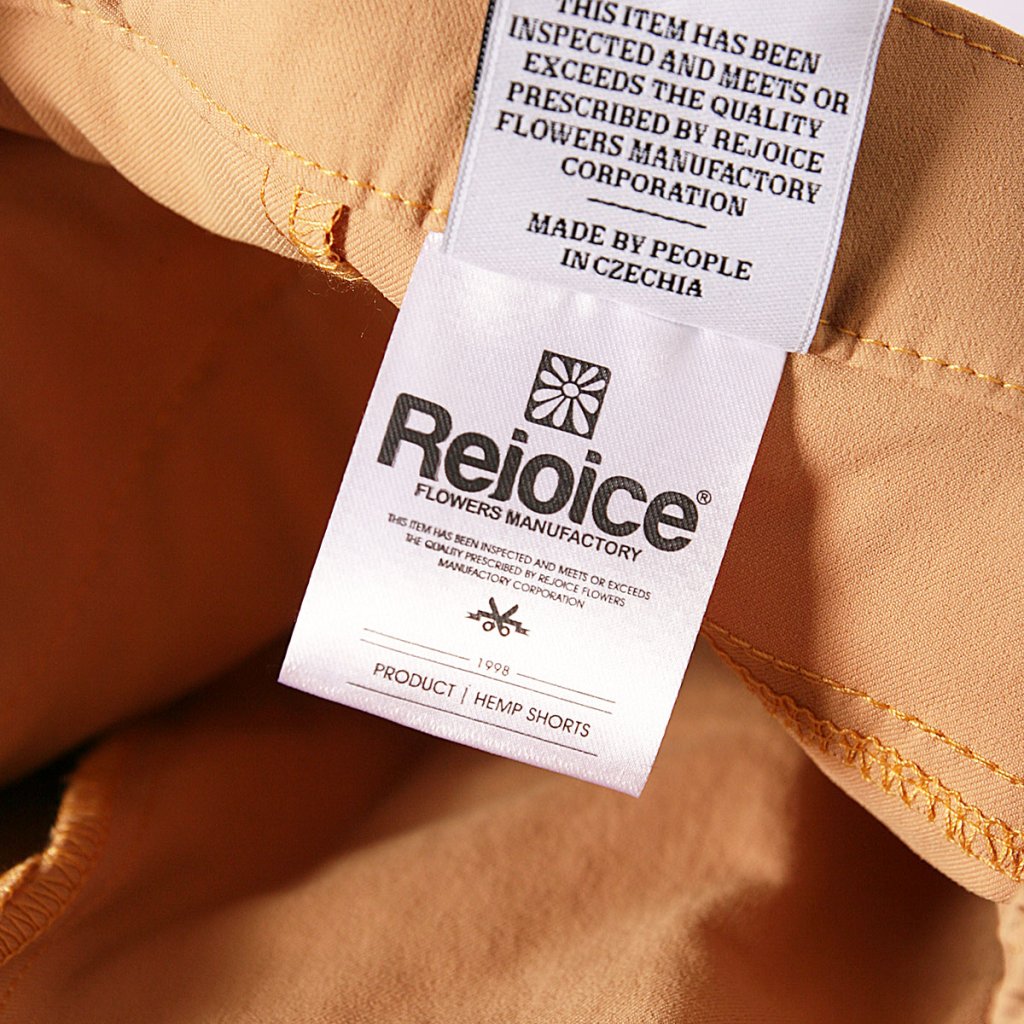 THIS ITEM HAS BEEN
INSPECTED AND MEETS OR
EXCEEDS THE QUALITY
PRESCRIBED BY REJOICE
FLOWERS MANUFACTORY
CORPORATION
MADE BY PEOPLE
IN CZECHIA
Rejoice®
FLOWERS MANUFACTORY
THIS ITEM HAS BEEN INSPECTED AND MEETS OR EXCEEDS
THE QUALITY PRESCRIBED BY REJOICE FLOWERS
MANUFACTORY CORPORATION
1998
PRODUCT | HEMP SHORTS